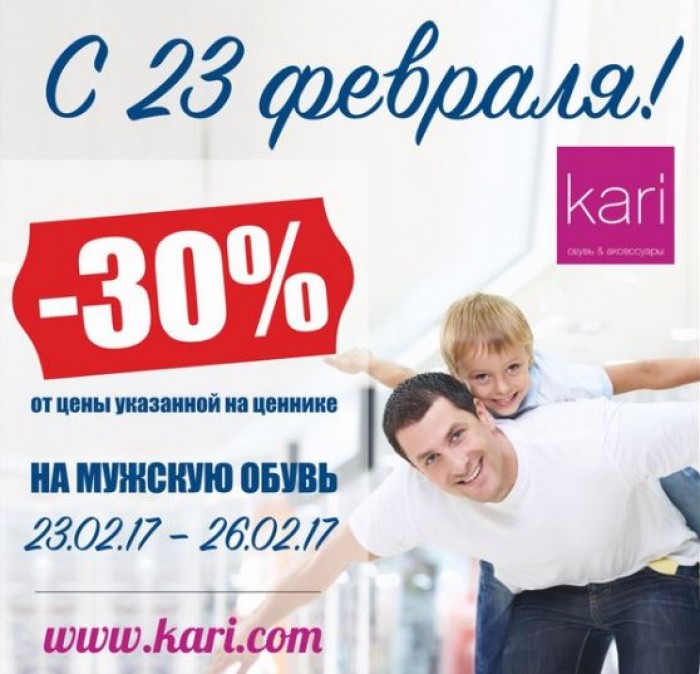 С 23 февраля!
kari
обувь & аксессуары
-30%
от цены указанной на ценнике
НА МУЖСКУЮ ОБУВЬ
23.02.17 – 26.02.17
www.kari.com